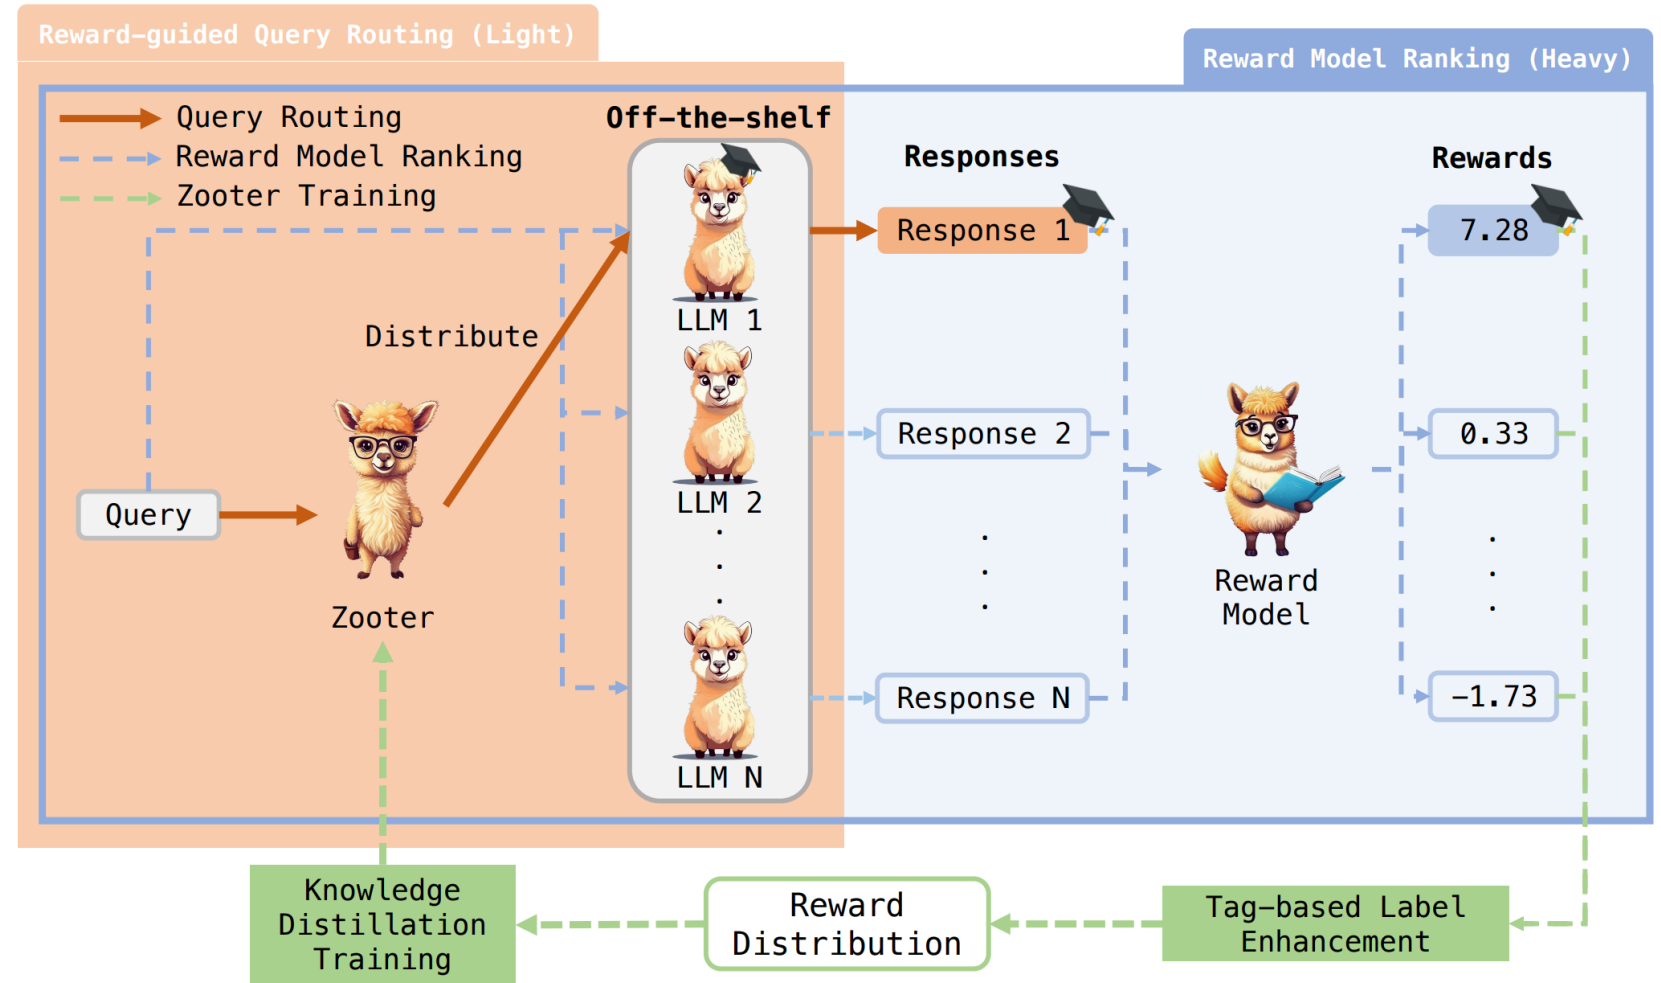 Reward-guided Query Routing (Light)
Reward Model Ranking (Heavy)
Query Routing
Reward Model Ranking
Zooter Training
Off-the-shelf
Responses
Rewards
Response 1
7.28
LLM 1
Distribute
Response 2
0.33
LLM 2
Query
.
.
.
.
.
.
.
.
.
Zooter
Reward
Model
Response N
-1.73
LLM N
Knowledge
Distillation
Training
Reward
Distribution
Tag-based Label
Enhancement